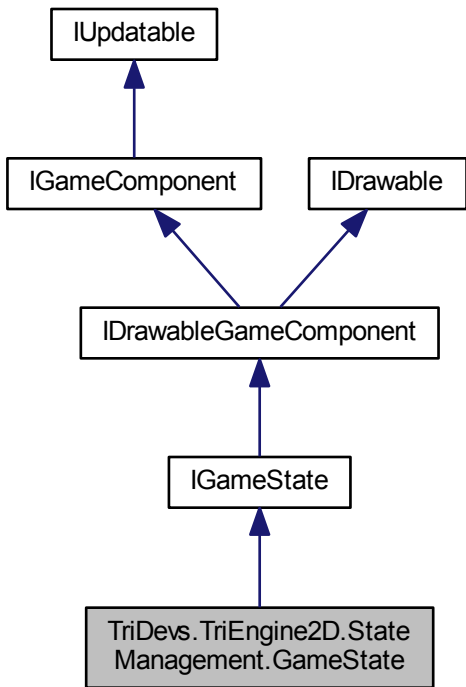 IUpdatable
IGameComponent
IDrawable
IDrawableGameComponent
IGameState
TriDevs.TriEngine2D.State
Management.GameState